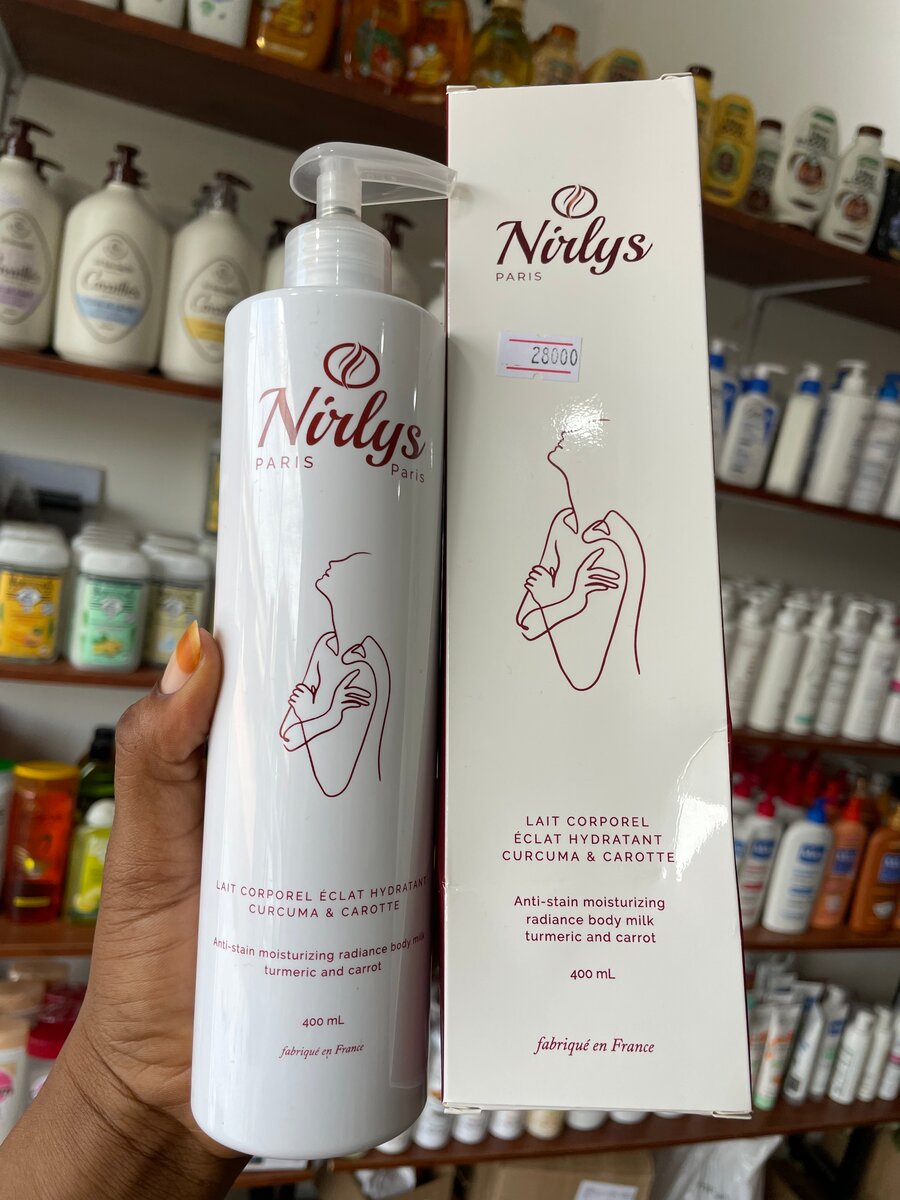 Nirlys
PARIS
Paris
LAIT CORPOREL ÉCLAT HYDRATANT
CURCUMA & CAROTTE
Anti-stain moisturizing radiance body milk
turmeric and carrot
400 mL
fabriqué en France
Nirlys
PARIS
28000
LAIT CORPOREL
ÉCLAT HYDRATANT
CURCUMA & CAROTTE
Anti-stain moisturizing
radiance body milk
turmeric and carrot
400 mL
fabriqué en France